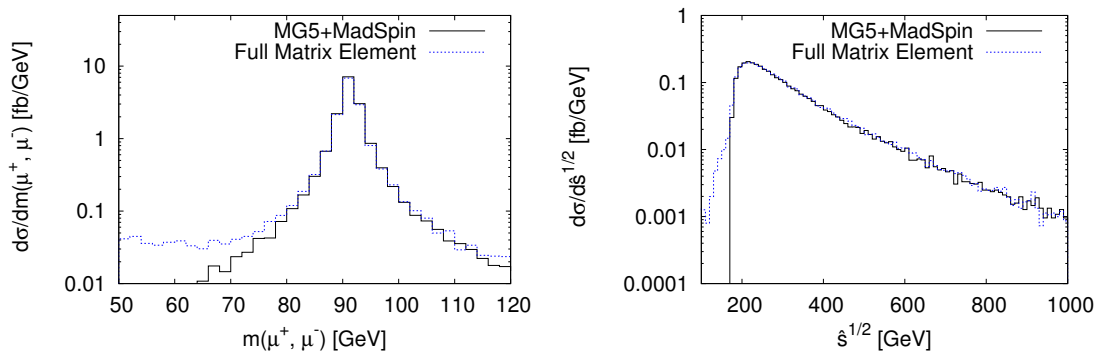 dσ/dm(μ⁺, μ⁻) [fb/GeV]
MG5+MadSpin
Full Matrix Element
10
1
0.1
0.01
50 60 70 80 90 100 110 120
m(μ⁺, μ⁻) [GeV]
dσ/dŝ^1/2 [fb/GeV]
MG5+MadSpin
Full Matrix Element
1
0.1
0.01
0.001
0.0001
200 400 600 800 1000
ŝ^1/2 [GeV]